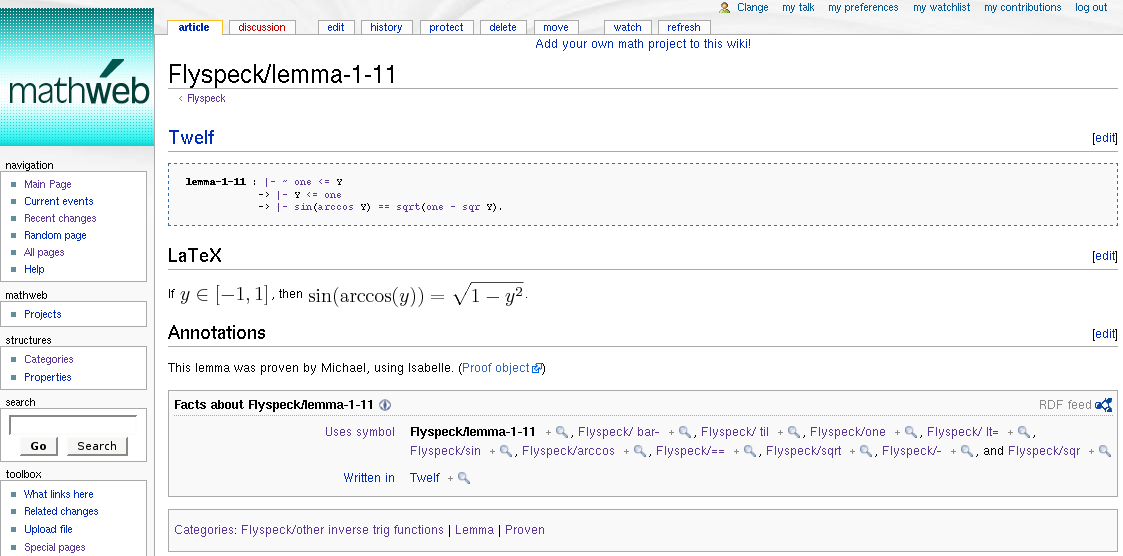 Clange my talk my preferences my watchlist my contributions log out
article discussion edit history protect delete move watch refresh
Add your own math project to this wiki!
mathweb
Flyspeck/lemma-1-11
< Flyspeck
Twelf [edit]
lemma-1-11 : |- ~ one <= Y
-> |- Y <= one
-> |- sin(arccos Y) == sqrt(one - sqr Y).
LaTeX [edit]
If y ∈ [−1, 1], then sin(arccos(y)) = √1 − y².
Annotations [edit]
This lemma was proven by Michael, using Isabelle. (Proof object)
Facts about Flyspeck/lemma-1-11 RDF feed
Uses symbol Flyspeck/lemma-1-11 + , Flyspeck/ bar- + , Flyspeck/ til + , Flyspeck/one + , Flyspeck/ lt= + ,
Flyspeck/sin + , Flyspeck/arccos + , Flyspeck/== + , Flyspeck/sqrt + , Flyspeck/- + , and Flyspeck/sqr +
Written in Twelf +
Categories: Flyspeck/other inverse trig functions | Lemma | Proven
navigation
Main Page
Current events
Recent changes
Random page
All pages
Help
mathweb
Projects
structures
Categories
Properties
search
Go Search
toolbox
What links here
Related changes
Upload file
Special pages